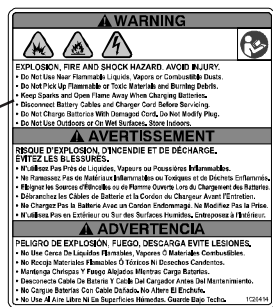 WARNING
EXPLOSION, FIRE AND SHOCK HAZARD. AVOID INJURY.
• Do Not Use Near Flammable Liquids, Vapors or Combustible Dusts.
• Do Not Pick Up Flammable or Toxic Materials and Burning Debris.
• Keep Sparks and Open Flame Away When Charging Batteries.
• Disconnect Battery Cables and Charger Cord Before Servicing.
• Do Not Charge Batteries With Damaged Cord. Do Not Modify Plug.
• Do Not Use Outdoors or On Wet Surfaces. Store Indoors.
AVERTISSEMENT
RISQUE D'EXPLOSION, D'INCENDIE ET DE DÉCHARGE.
ÉVITEZ LES BLESSURES.
• N'utilisez Pas Près de Liquides, Vapeurs ou Poussières Inflammables.
• Ne Ramassez Pas de Matériaux Inflammables ou Toxiques et de Déchets Enflammés.
• Éloigner les Sources d'Étincelles ou de Flamme Ouverte Lors du Chargement des Batteries.
• Débranchez les Câbles de Batterie et la Cordon du Chargeur Avant l'Entretien.
• Ne Chargez Pas la Batterie Avec un Cordon Endommagé. Ne Modifiez Pas la Prise.
• N'utilisez Pas en Extérieur ou Sur des Surfaces Humides. Entreposez à l'Intérieur.
ADVERTENCIA
PELIGRO DE EXPLOSIÓN, FUEGO, DESCARGA EVITE LESIONES.
• No Use Cerca De Líquidos Flamables, Vapores Ó Materiales Combustibles.
• No Recoja Materiales Flamables Ó Tóxicos Ni Desechos Candentes.
• Mantenga Chrispas Y Fuego Alejados Mientras Carga Baterías.
• Desconecte Cable De Batería Y Cable Del Cargador Antes Del Mantenimiento.
• No Cargue Baterías Con Cable Dañado. No Altere El Enchufe.
• No Use Al Aire Libre Ni En Superficies Húmedas. Guarde Bajo Techo.